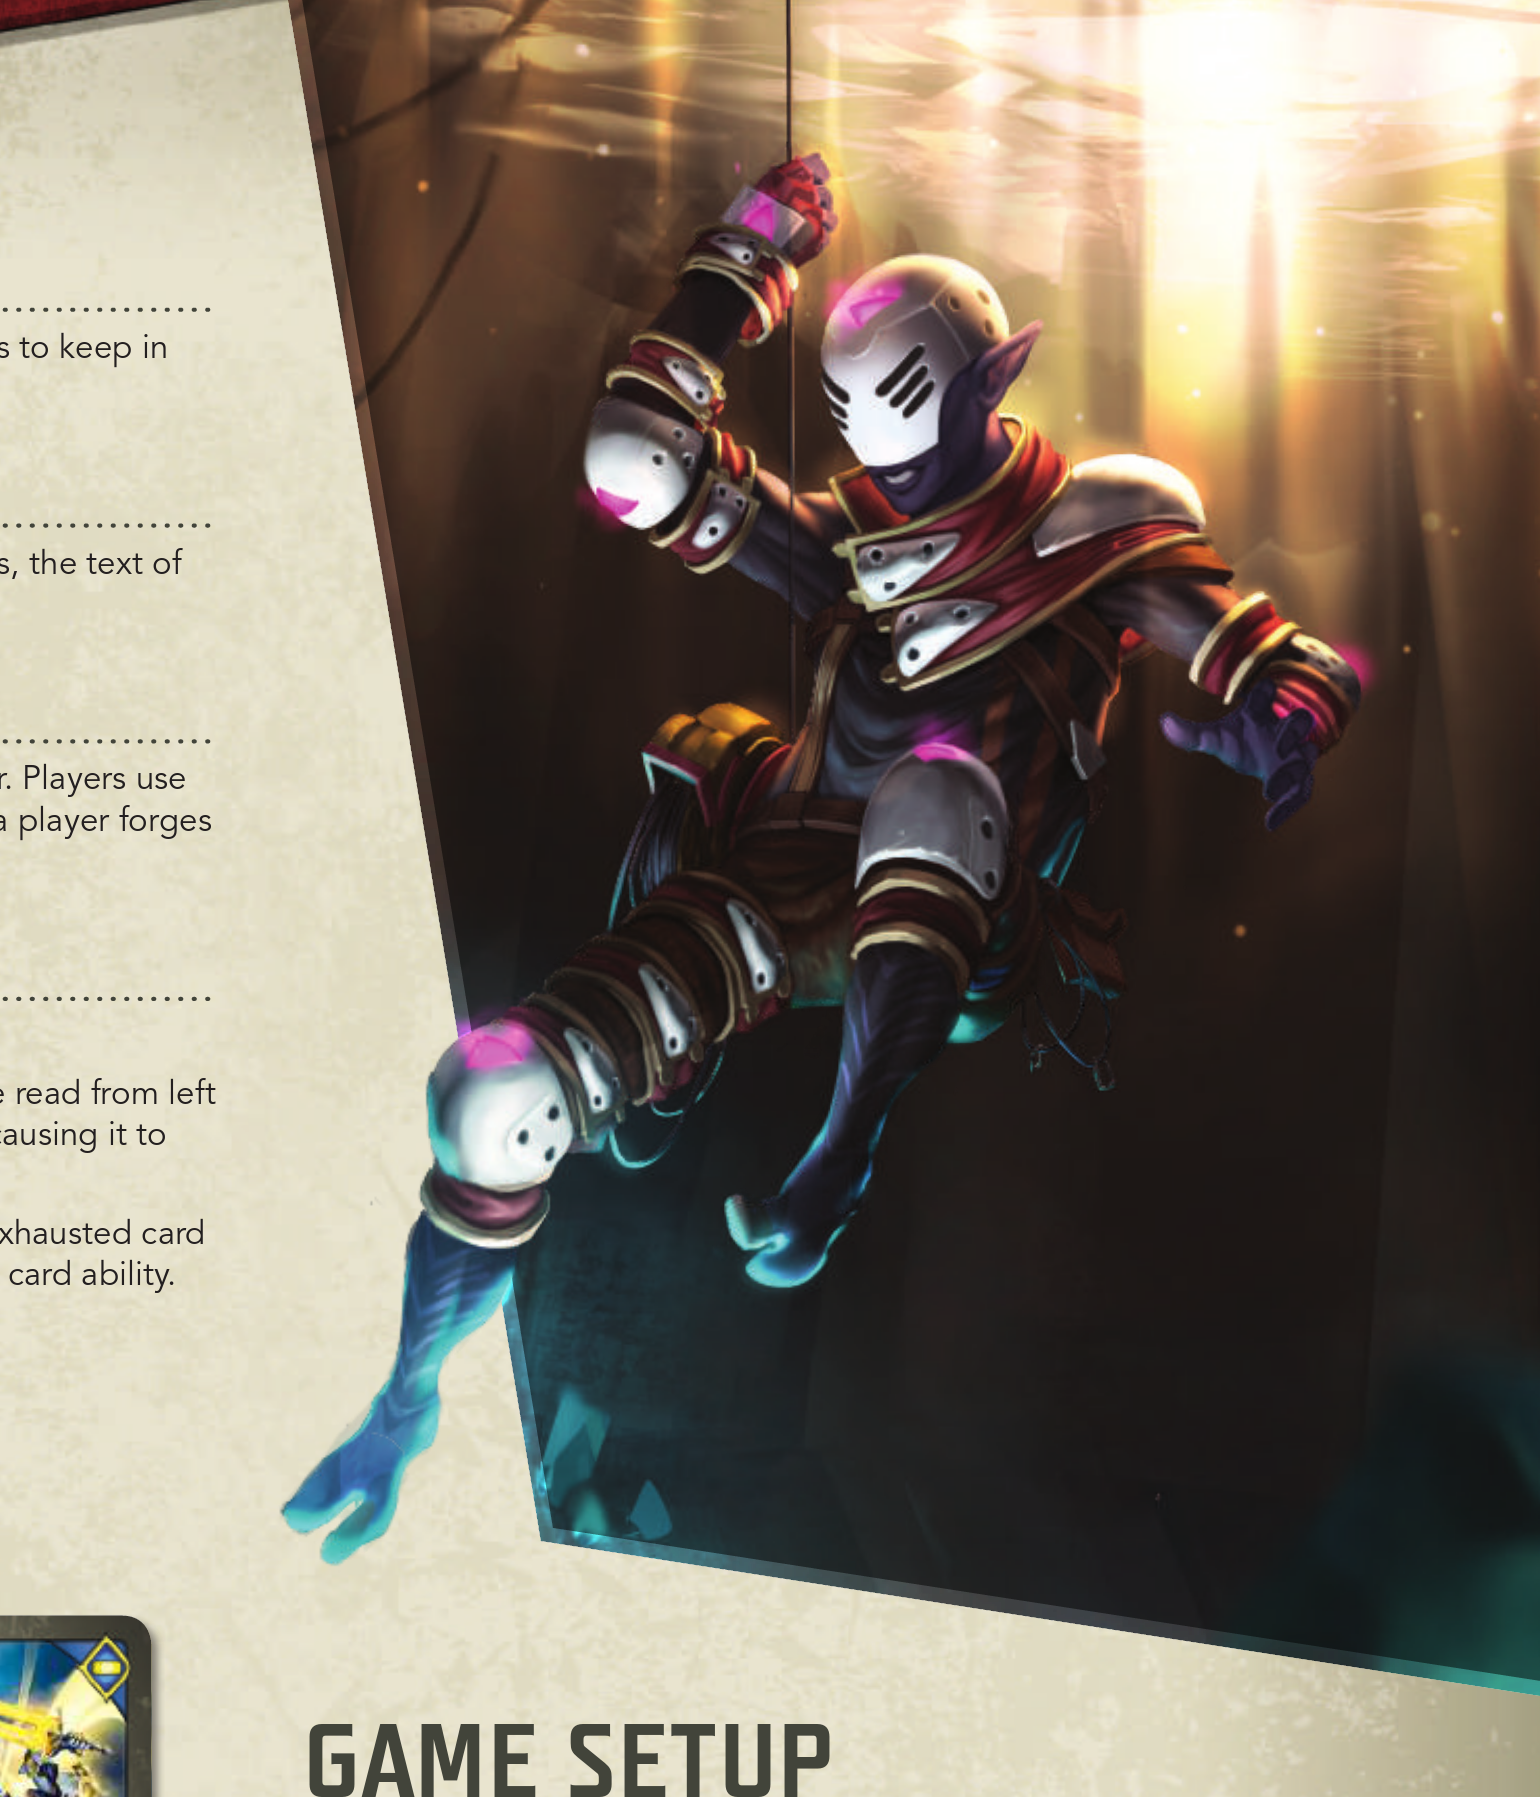 s to keep in
s, the text of
r. Players use
a player forges
e read from left
causing it to
xhausted card
card ability.
GAME SETUP